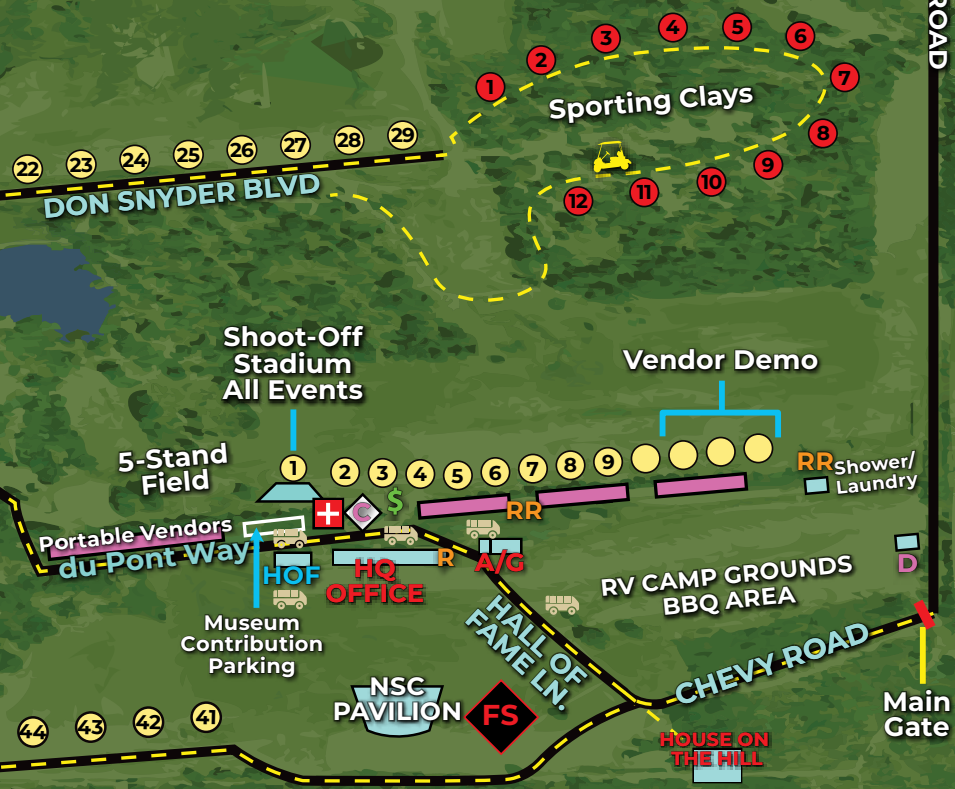 ROAD
1
2
3
4
5
6
7
8
9
10
11
12
Sporting Clays
22
23
24
25
26
27
28
29
DON SNYDER BLVD
Shoot-Off
Stadium
All Events
Vendor Demo
5-Stand
Field
1
2
3
4
5
6
7
8
9
RR
Shower/
Laundry
C
$
RR
Portable Vendors
du Pont Way
HOF
HQ
OFFICE
R
A/G
D
RV CAMP GROUNDS
BBQ AREA
Museum
Contribution
Parking
HALL OF
FAME LN.
CHEVY ROAD
Main
Gate
NSC
PAVILION
FS
HOUSE ON
THE HILL
44
43
42
41